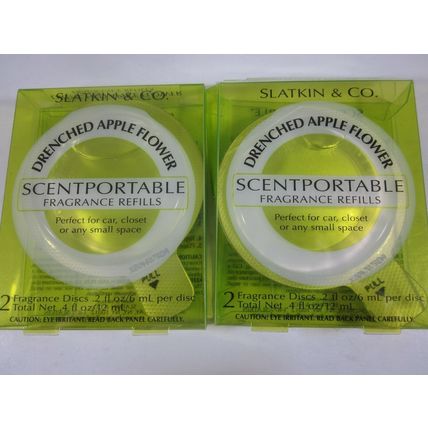 SLATKIN & CO.
DRENCHED APPLE FLOWER
SCENTPORTABLE
FRAGRANCE REFILLS
Perfect for car, closet
or any small space
PULL
2 Fragrance Discs .2 fl oz/6 mL per disc
Total Net .4 fl oz/12 mL
CAUTION: EYE IRRITANT. READ BACK PANEL CAREFULLY.
SLATKIN & CO.
DRENCHED APPLE FLOWER
SCENTPORTABLE
FRAGRANCE REFILLS
Perfect for car, closet
or any small space
PULL
2 Fragrance Discs .2 fl oz/6 mL per disc
Total Net .4 fl oz/12 mL
CAUTION: EYE IRRITANT. READ BACK PANEL CAREFULLY.